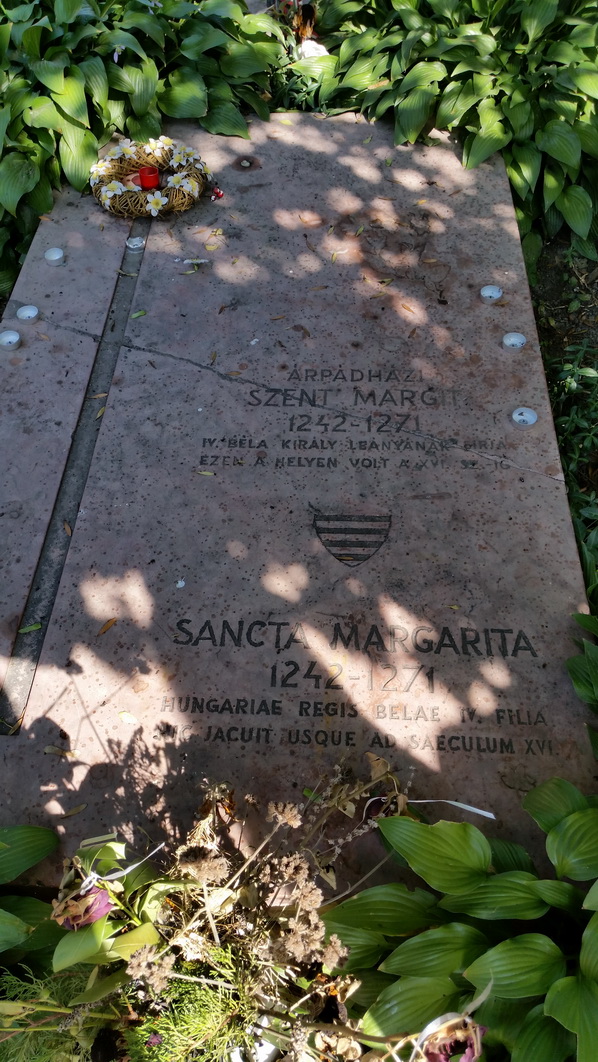 ÁRPÁDHÁZI
SZENT MARGIT
1242-1271
IV. BÉLA KIRÁLY LEÁNYÁNAK SÍRJA
EZEN A HELYEN VOLT A XVI. SZ-IG
SANCTA MARGARITA
1242-1271
HUNGARIAE REGIS BELAE IV. FILIA
HIC JACUIT USQUE AD SAECULUM XVI.